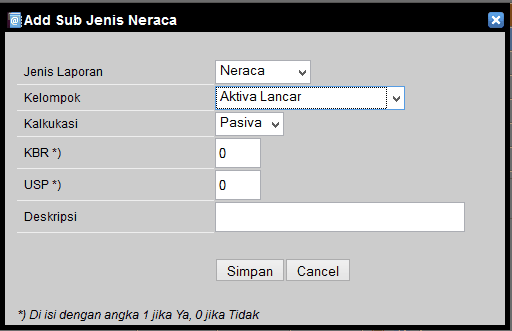 Add Sub Jenis Neraca
Jenis Laporan Neraca
Kelompok Aktiva Lancar
Kalkukasi Pasiva
KBR *) 0
USP *) 0
Deskripsi
Simpan Cancel
*) Di isi dengan angka 1 jika Ya, 0 jika Tidak